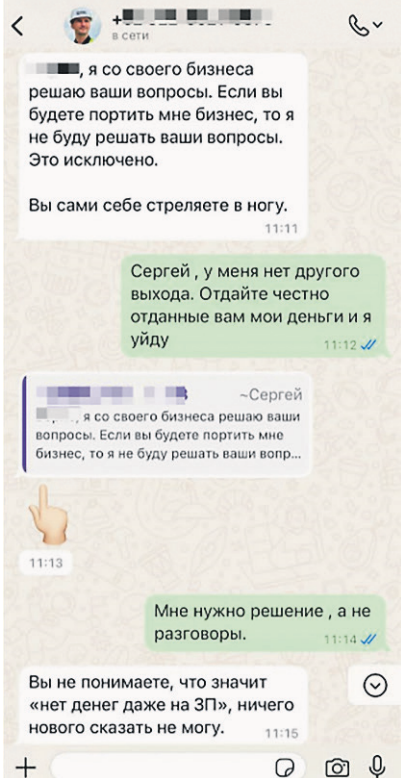 в сети
, я со своего бизнеса
решаю ваши вопросы. Если вы
будете портить мне бизнес, то я
не буду решать ваши вопросы.
Это исключено.
Вы сами себе стреляете в ногу.
11:11
Сергей , у меня нет другого
выхода. Отдайте честно
отданные вам мои деньги и я
уйду
11:12
~Сергей
, я со своего бизнеса решаю ваши
вопросы. Если вы будете портить мне
бизнес, то я не буду решать ваши вопр...
11:13
Мне нужно решение , а не
разговоры.
11:14
Вы не понимаете, что значит
«нет денег даже на ЗП», ничего
нового сказать не могу.
11:15